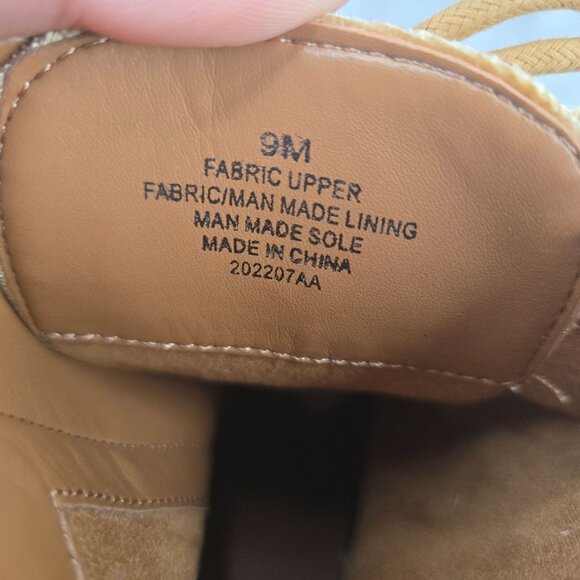 9M
FABRIC UPPER
FABRIC/MAN MADE LINING
MAN MADE SOLE
MADE IN CHINA
202207AA